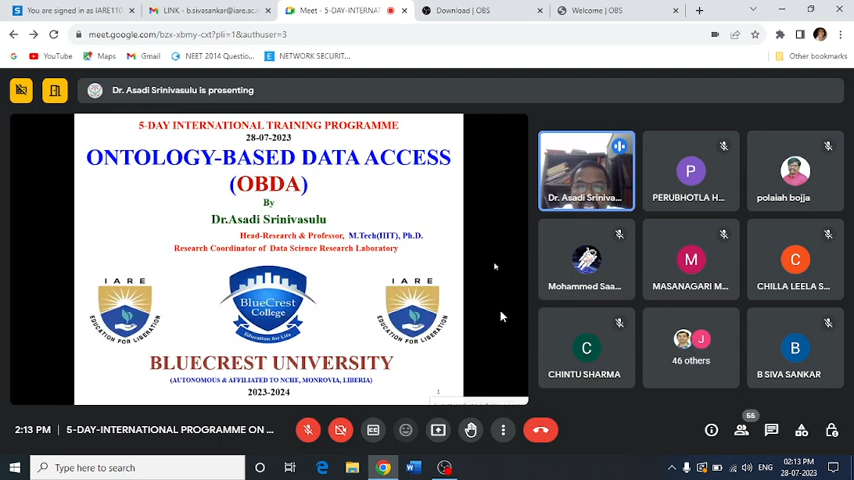 You are signed in as IARE110
LINK - b.sivasankar@iare.ac.
Meet - 5-DAY-INTERNATI
Download | OBS
Welcome | OBS
meet.google.com/bzx-xbmy-cxt?pli=1&authuser=3
YouTube
Maps
Gmail
NEET 2014 Questio...
NETWORK SECURIT...
Other bookmarks
Dr. Asadi Srinivasulu is presenting
5-DAY INTERNATIONAL TRAINING PROGRAMME
28-07-2023
ONTOLOGY-BASED DATA ACCESS
(OBDA)
By
Dr.Asadi Srinivasulu
Head-Research & Professor, M.Tech(IIIT), Ph.D.
Research Coordinator of Data Science Research Laboratory
IARE
EDUCATION FOR LIBERATION
BlueCrest
College
Education for Life
IARE
EDUCATION FOR LIBERATION
BLUECREST UNIVERSITY
(AUTONOMOUS & AFFILIATED TO NCHE, MONROVIA, LIBERIA)
2023-2024
1
Dr. Asadi Sriniva...
P
PERUBHOTLA H...
polaiah bojja
Mohammed Saa...
M
MASANAGARI M...
C
CHILLA LEELA S...
C
CHINTU SHARMA
J
46 others
B
B SIVA SANKAR
2:13 PM | 5-DAY-INTERNATIONAL PROGRAMME ON ...
55
Type here to search
W
ENG
02:13 PM
28-07-2023